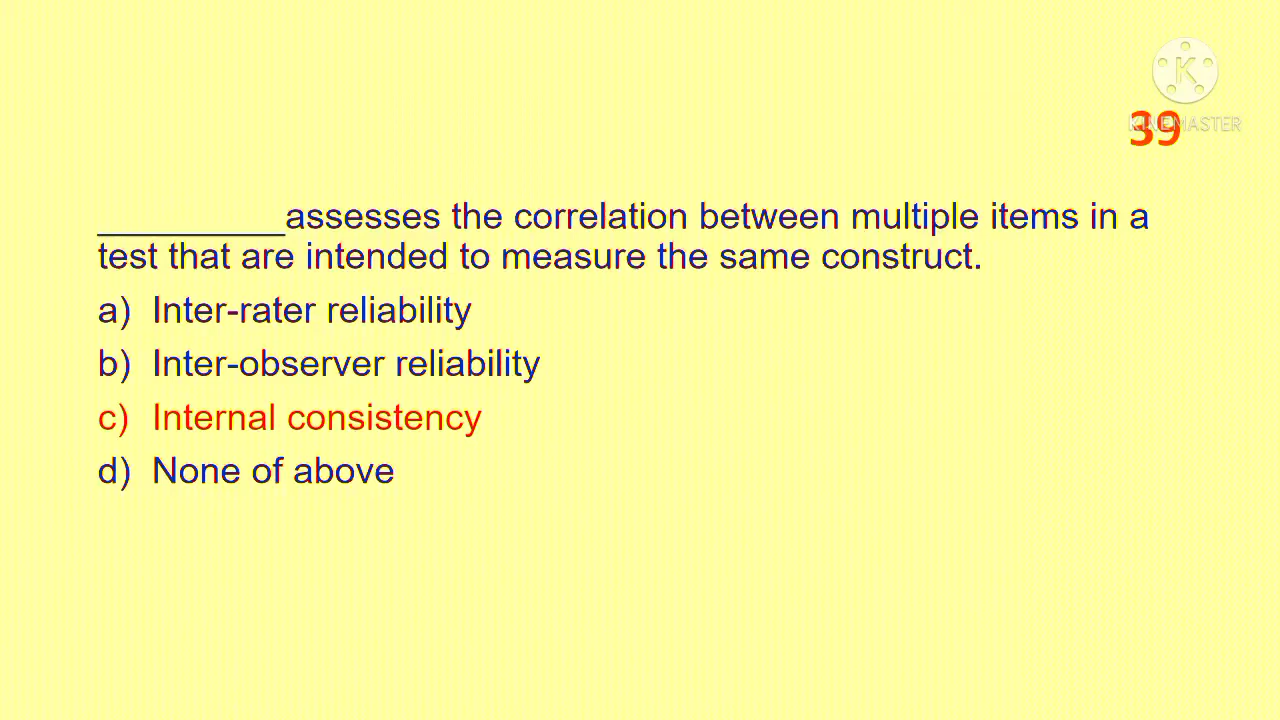 K
KINEMASTER
39
__________assesses the correlation between multiple items in a
test that are intended to measure the same construct.
a) Inter-rater reliability
b) Inter-observer reliability
c) Internal consistency
d) None of above